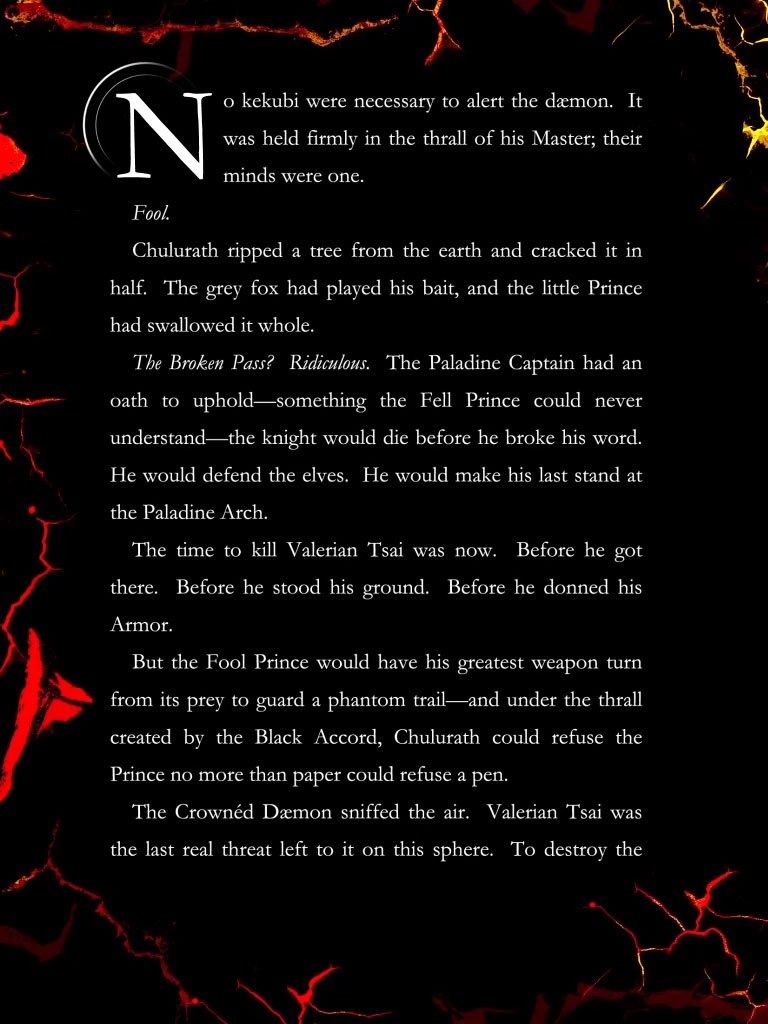 No kekubi were necessary to alert the dæmon. It
was held firmly in the thrall of his Master; their
minds were one.
Fool.
Chulurath ripped a tree from the earth and cracked it in
half. The grey fox had played his bait, and the little Prince
had swallowed it whole.
The Broken Pass? Ridiculous. The Paladine Captain had an
oath to uphold—something the Fell Prince could never
understand—the knight would die before he broke his word.
He would defend the elves. He would make his last stand at
the Paladine Arch.
The time to kill Valerian Tsai was now. Before he got
there. Before he stood his ground. Before he donned his
Armor.
But the Fool Prince would have his greatest weapon turn
from its prey to guard a phantom trail—and under the thrall
created by the Black Accord, Chulurath could refuse the
Prince no more than paper could refuse a pen.
The Crownéd Dæmon sniffed the air. Valerian Tsai was
the last real threat left to it on this sphere. To destroy the